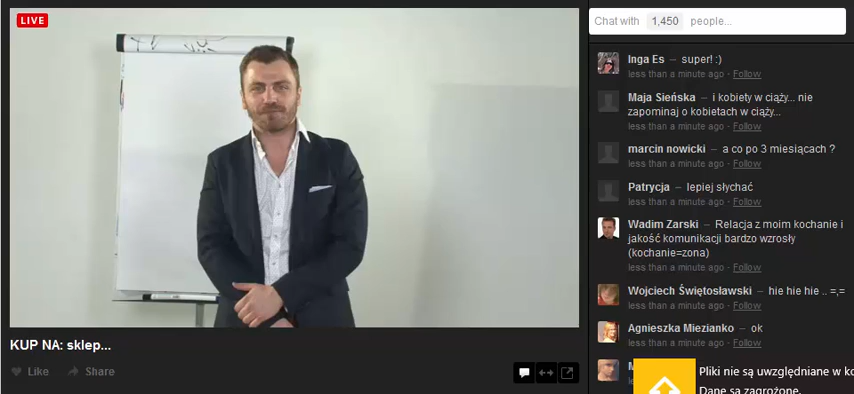 LIVE
KUP NA: sklep...
Like
Share
Chat with 1,450 people...
Inga Es – super! :)
less than a minute ago · Follow
Maja Sieńska – i kobiety w ciąży... nie
zapominaj o kobietach w ciąży...
less than a minute ago · Follow
marcin nowicki – a co po 3 miesiącach ?
less than a minute ago · Follow
Patrycja – lepiej słychać
less than a minute ago · Follow
Wadim Zarski – Relacja z moim kochanie i
jakość komunikacji bardzo wzrosły
(kochanie=zona)
less than a minute ago · Follow
Wojciech Świętosławski – hie hie hie .. =,=
less than a minute ago · Follow
Agnieszka Miezianko – ok
less than a minute ago · Follow
Pliki nie są uwzględniane w
Dane są zagrożone.